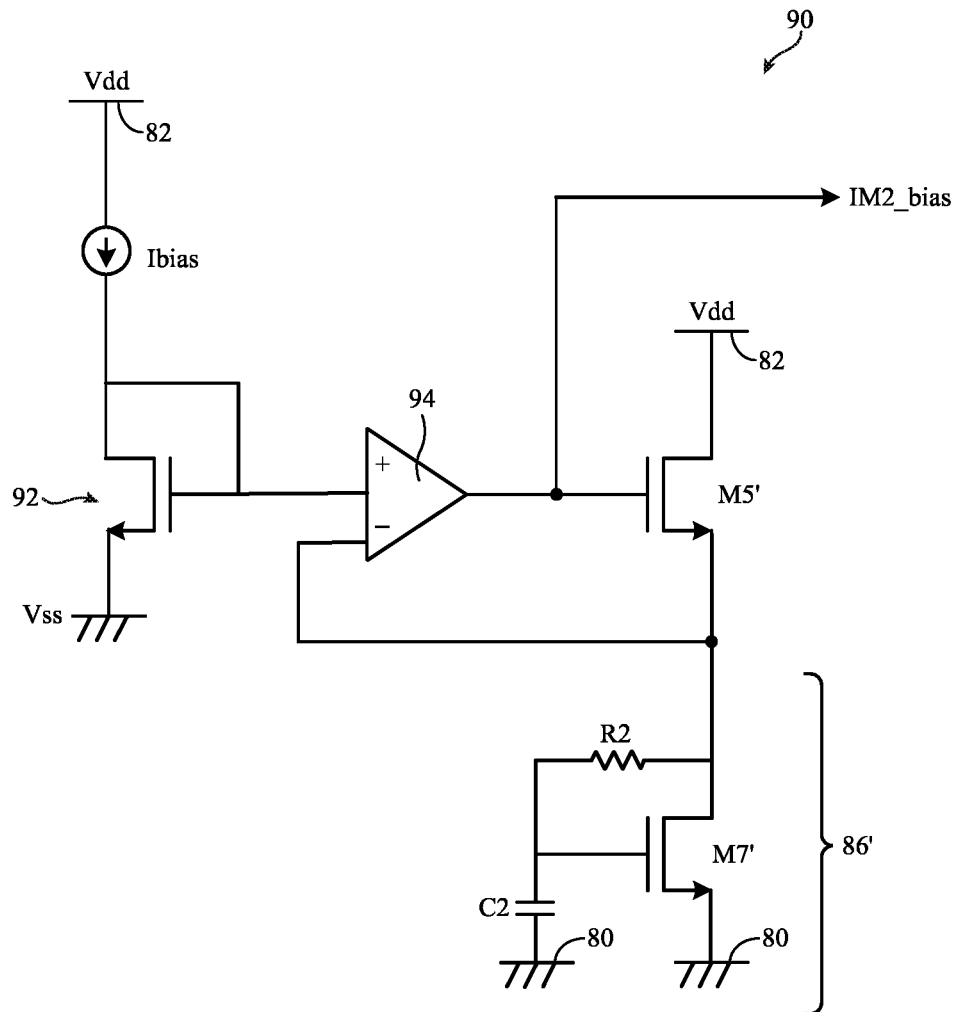 90
Vdd
82
IM2_bias
Ibias
Vdd
82
94
+
92
−
M5'
Vss
R2
M7'
86'
C2
80
80